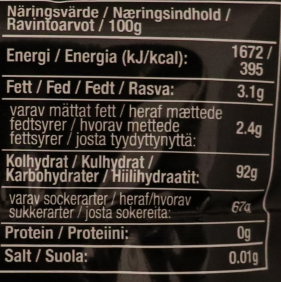 Näringsvärde / Næringsindhold /
Ravintoarvot / 100g
Energi / Energia (kJ/kcal): 1672 /
395
Fett / Fed / Fedt / Rasva: 3.1g
varav mättat fett / heraf mættede
fedtsyrer / hvorav mettede
fettsyrer / josta tyydyttynyttä: 2.4g
Kolhydrat / Kulhydrat /
Karbohydrater / Hiilihydraatit: 92g
varav sockerarter / heraf/hvorav
sukkerarter / josta sokereita: 67g
Protein / Proteiini: 0g
Salt / Suola: 0.01g